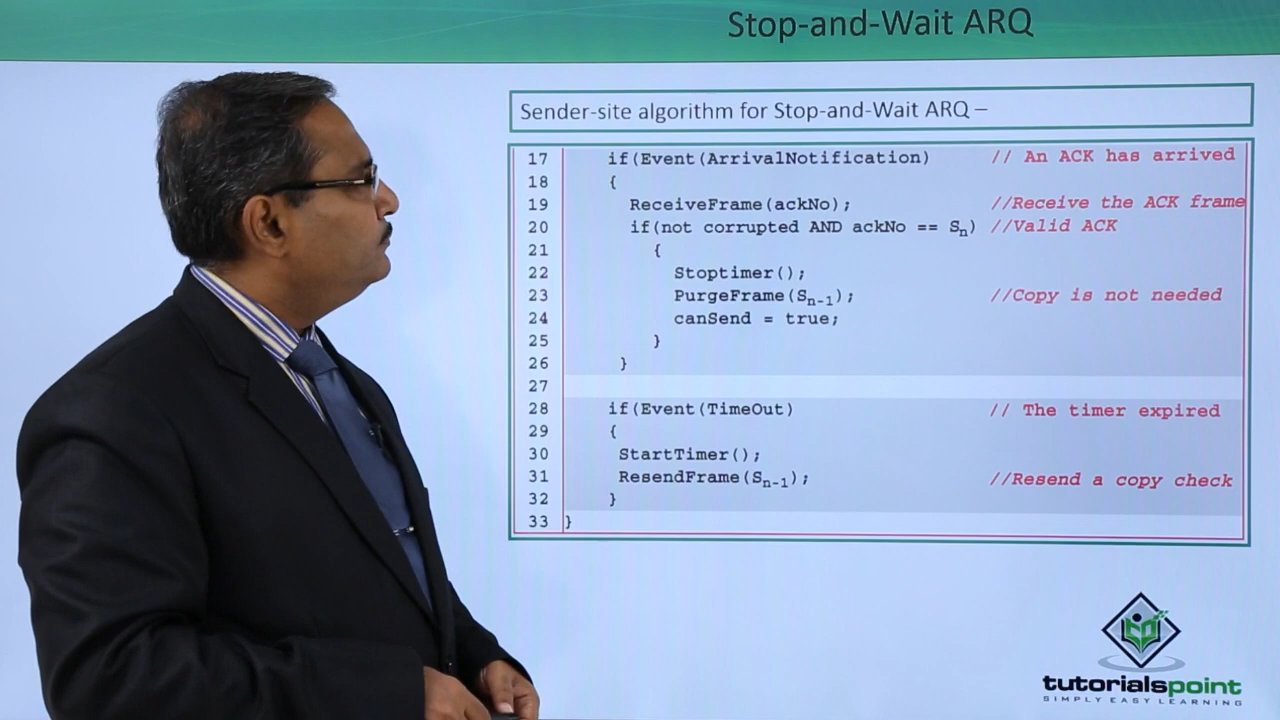 Stop-and-Wait ARQ
Sender-site algorithm for Stop-and-Wait ARQ –
17 if(Event(ArrivalNotification) // An ACK has arrived
18 {
19 ReceiveFrame(ackNo); //Receive the ACK frame
20 if(not corrupted AND ackNo == Sn) //Valid ACK
21 {
22 Stoptimer();
23 PurgeFrame(Sn-1); //Copy is not needed
24 canSend = true;
25 }
26 }
27
28 if(Event(TimeOut) // The timer expired
29 {
30 StartTimer();
31 ResendFrame(Sn-1); //Resend a copy check
32 }
33 }
tutorialspoint
SIMPLY EASY LEARNING